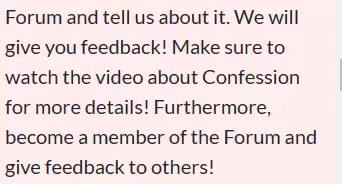 Forum and tell us about it. We will
give you feedback! Make sure to
watch the video about Confession
for more details! Furthermore,
become a member of the Forum and
give feedback to others!